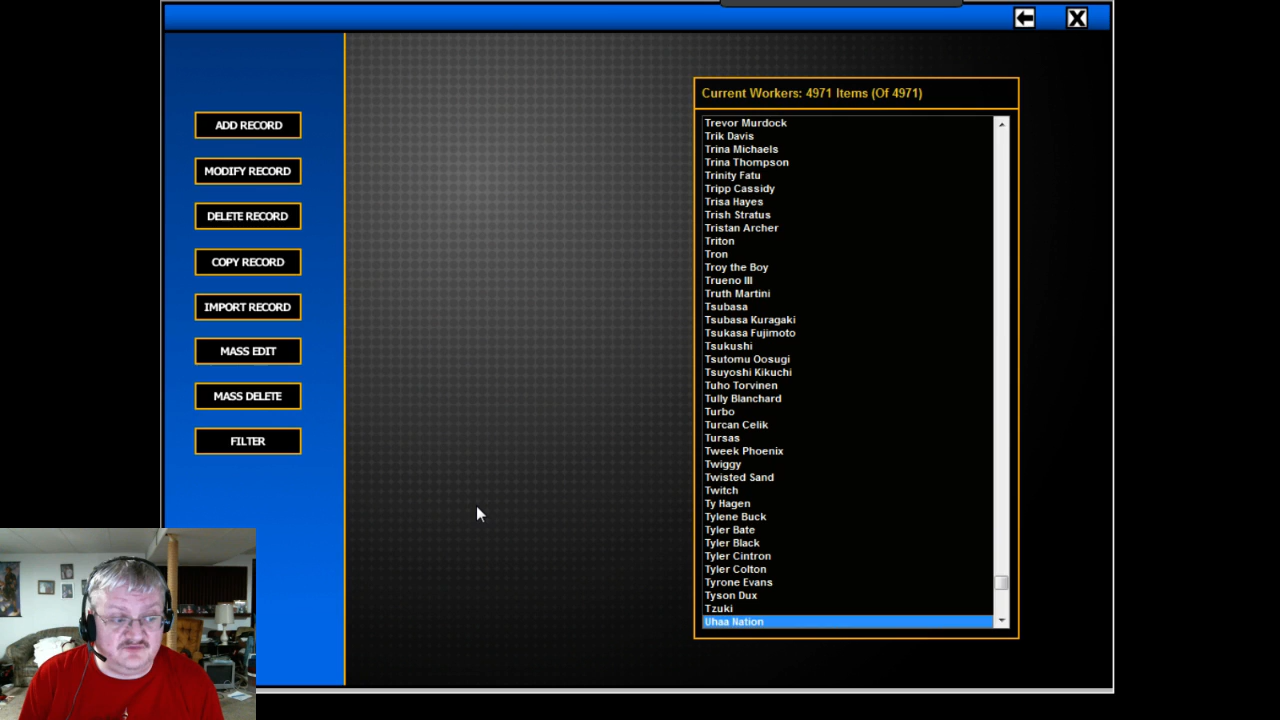 ADD RECORD
MODIFY RECORD
DELETE RECORD
COPY RECORD
IMPORT RECORD
MASS EDIT
MASS DELETE
FILTER
Current Workers: 4971 Items (Of 4971)
Trevor Murdock
Trik Davis
Trina Michaels
Trina Thompson
Trinity Fatu
Tripp Cassidy
Trisa Hayes
Trish Stratus
Tristan Archer
Triton
Tron
Troy the Boy
Trueno III
Truth Martini
Tsubasa
Tsubasa Kuragaki
Tsukasa Fujimoto
Tsukushi
Tsutomu Oosugi
Tsuyoshi Kikuchi
Tuho Torvinen
Tully Blanchard
Turbo
Turcan Celik
Tursas
Tweek Phoenix
Twiggy
Twisted Sand
Twitch
Ty Hagen
Tylene Buck
Tyler Bate
Tyler Black
Tyler Cintron
Tyler Colton
Tyrone Evans
Tyson Dux
Tzuki
Uhaa Nation